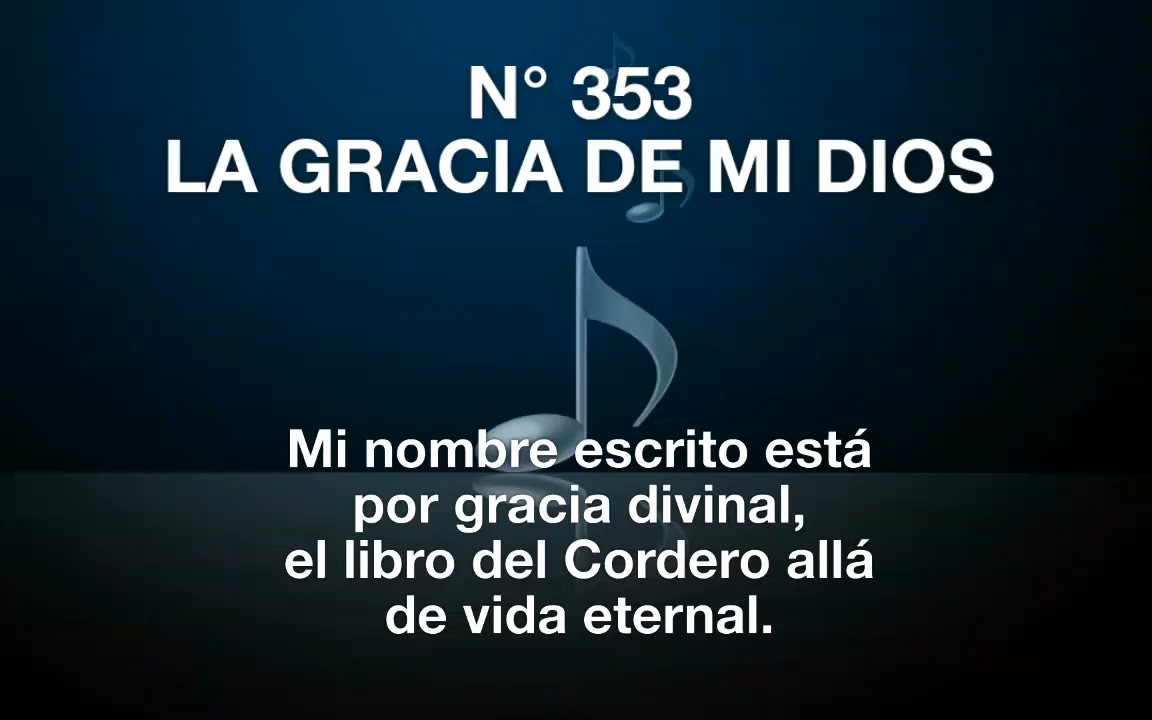 N° 353
LA GRACIA DE MI DIOS
Mi nombre escrito está
por gracia divinal,
el libro del Cordero allá
de vida eternal.